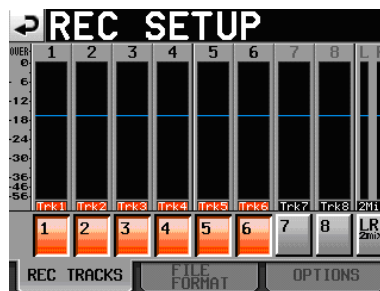 REC SETUP
OVER 1 2 3 4 5 6 7 8 L
0
- 6
-12
-18
-24
-30
-36
-46
-56
Trk1 Trk2 Trk3 Trk4 Trk5 Trk6 Trk7 Trk8 2Mi
1 2 3 4 5 6 7 8 LR
2mix
REC TRACKS FILE FORMAT OPTIONS